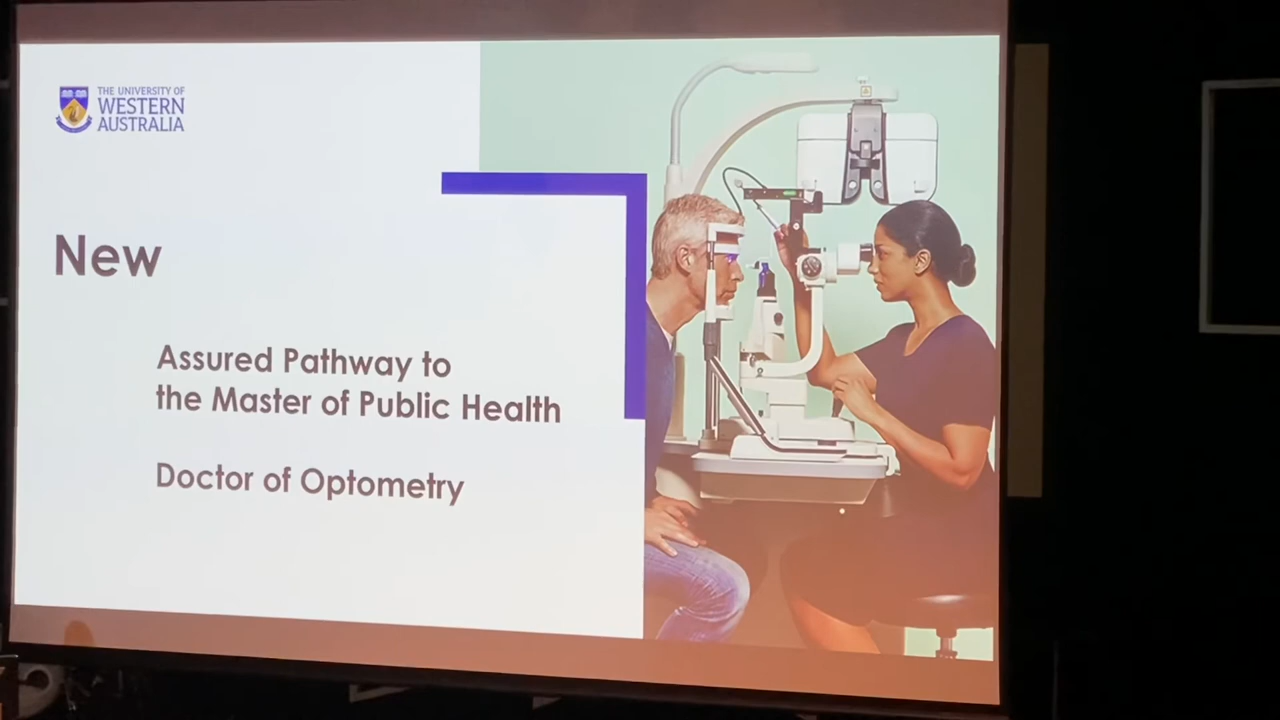 THE UNIVERSITY OF
WESTERN
AUSTRALIA
New
Assured Pathway to
the Master of Public Health
Doctor of Optometry